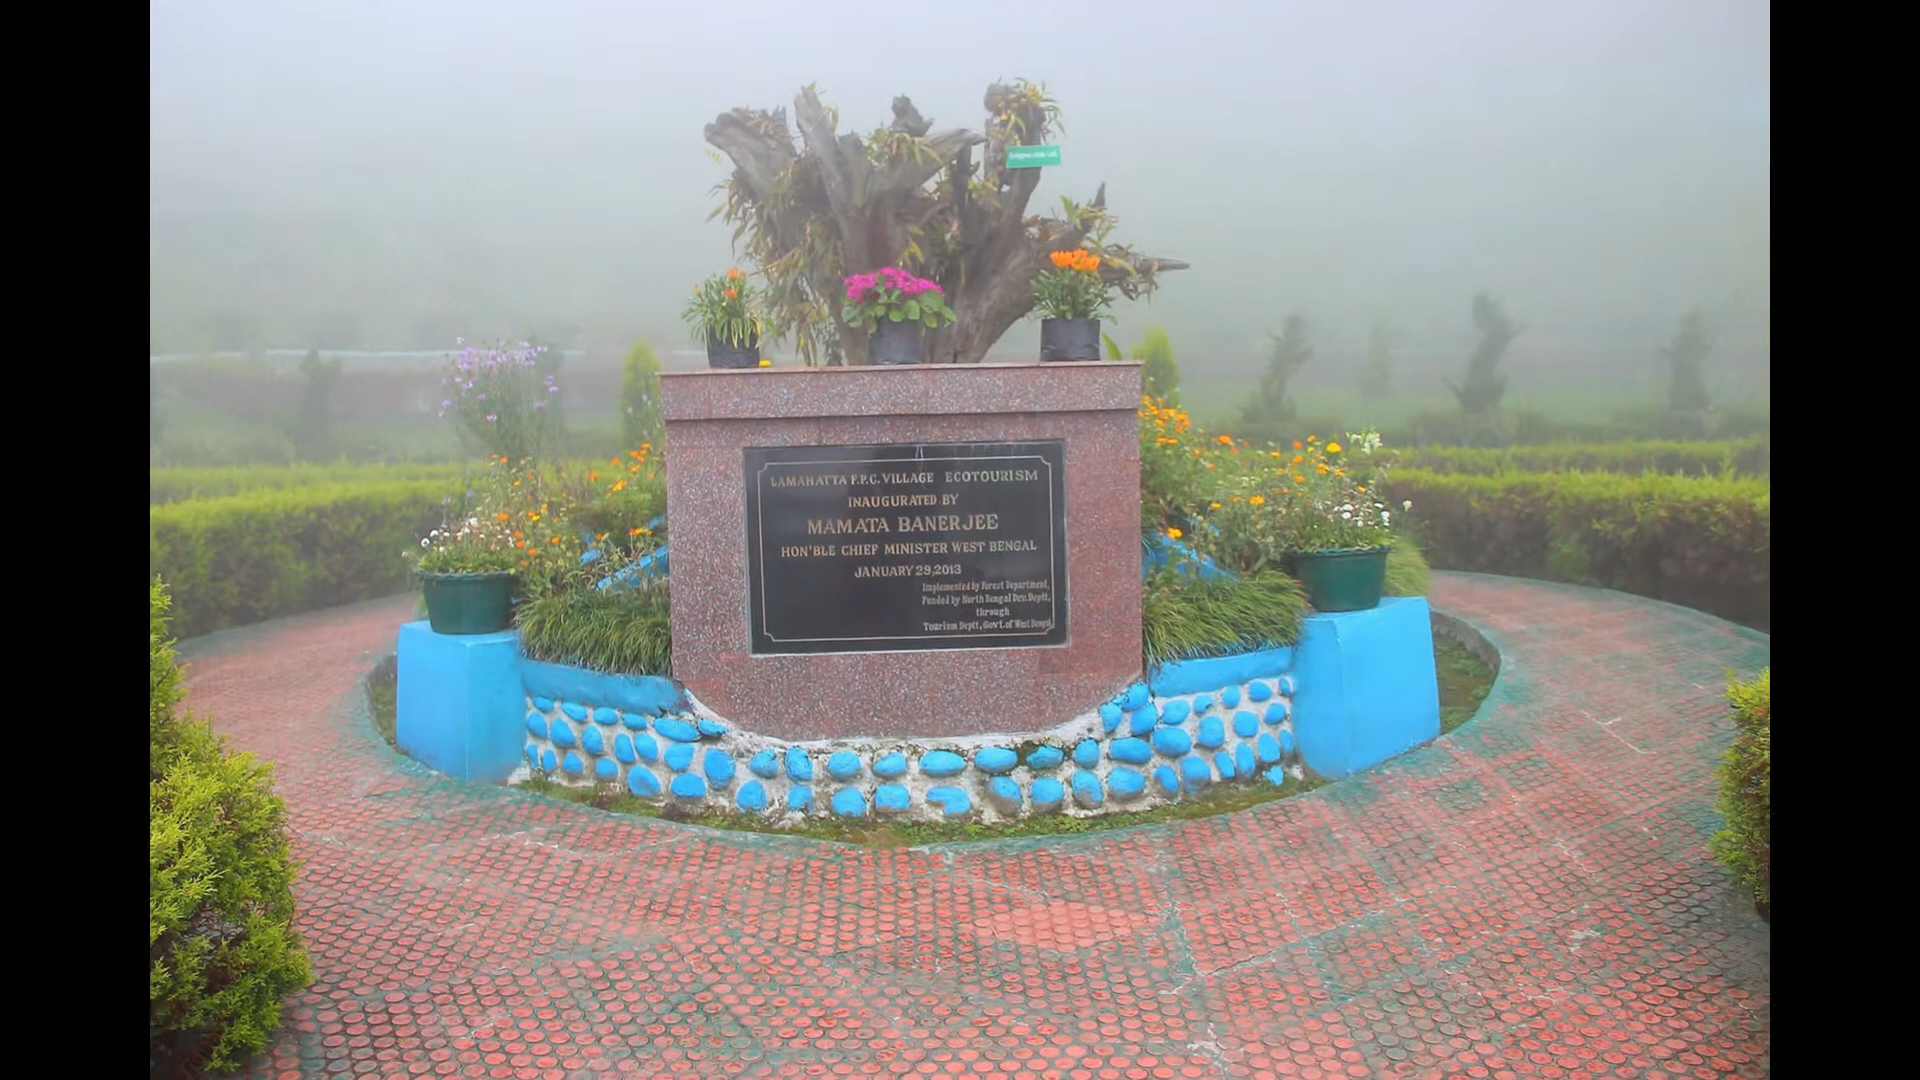 LAMAHATTA F.P.C. VILLAGE ECOTOURISM
INAUGURATED BY
MAMATA BANERJEE
HON'BLE CHIEF MINISTER WEST BENGAL
JANUARY 29,2013
Implemented by Forest Department,
Funded by North Bengal Dev. Deptt,
through
Tourism Deptt, Govt. of West Bengal